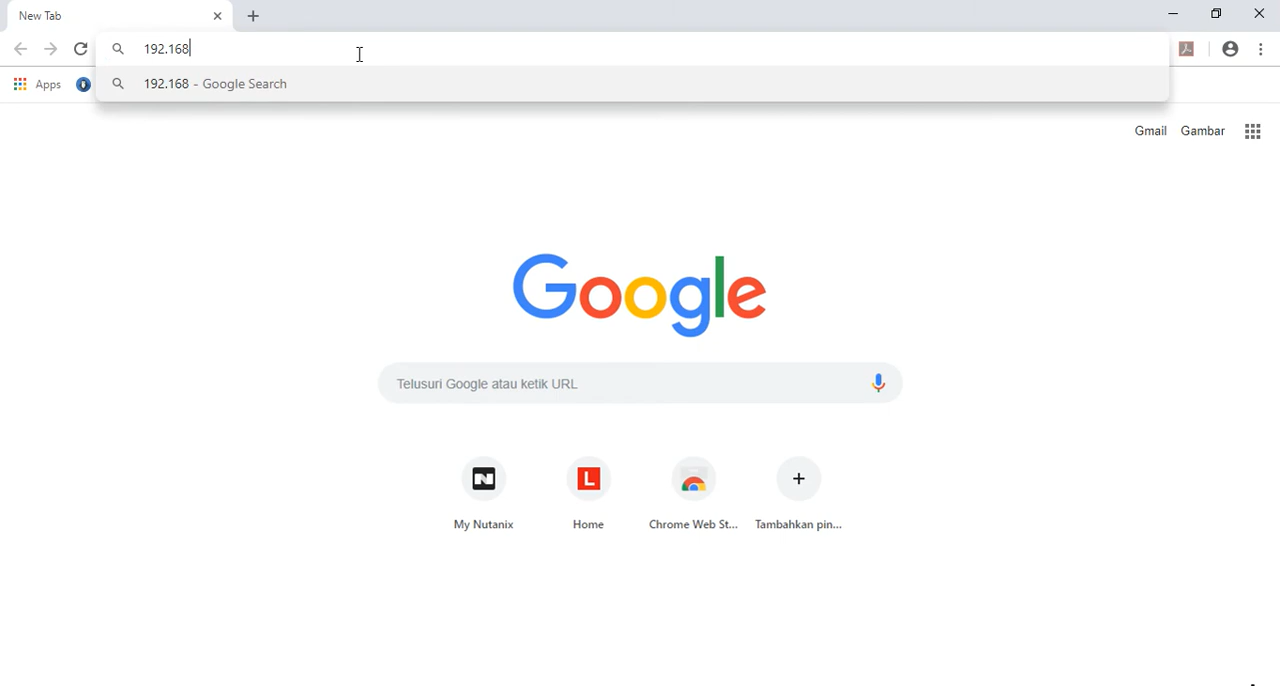 New Tab
192.168
Apps
192.168 - Google Search
Gmail Gambar
Google
Telusuri Google atau ketik URL
N
L
My Nutanix
Home
Chrome Web St...
Tambahkan pin...